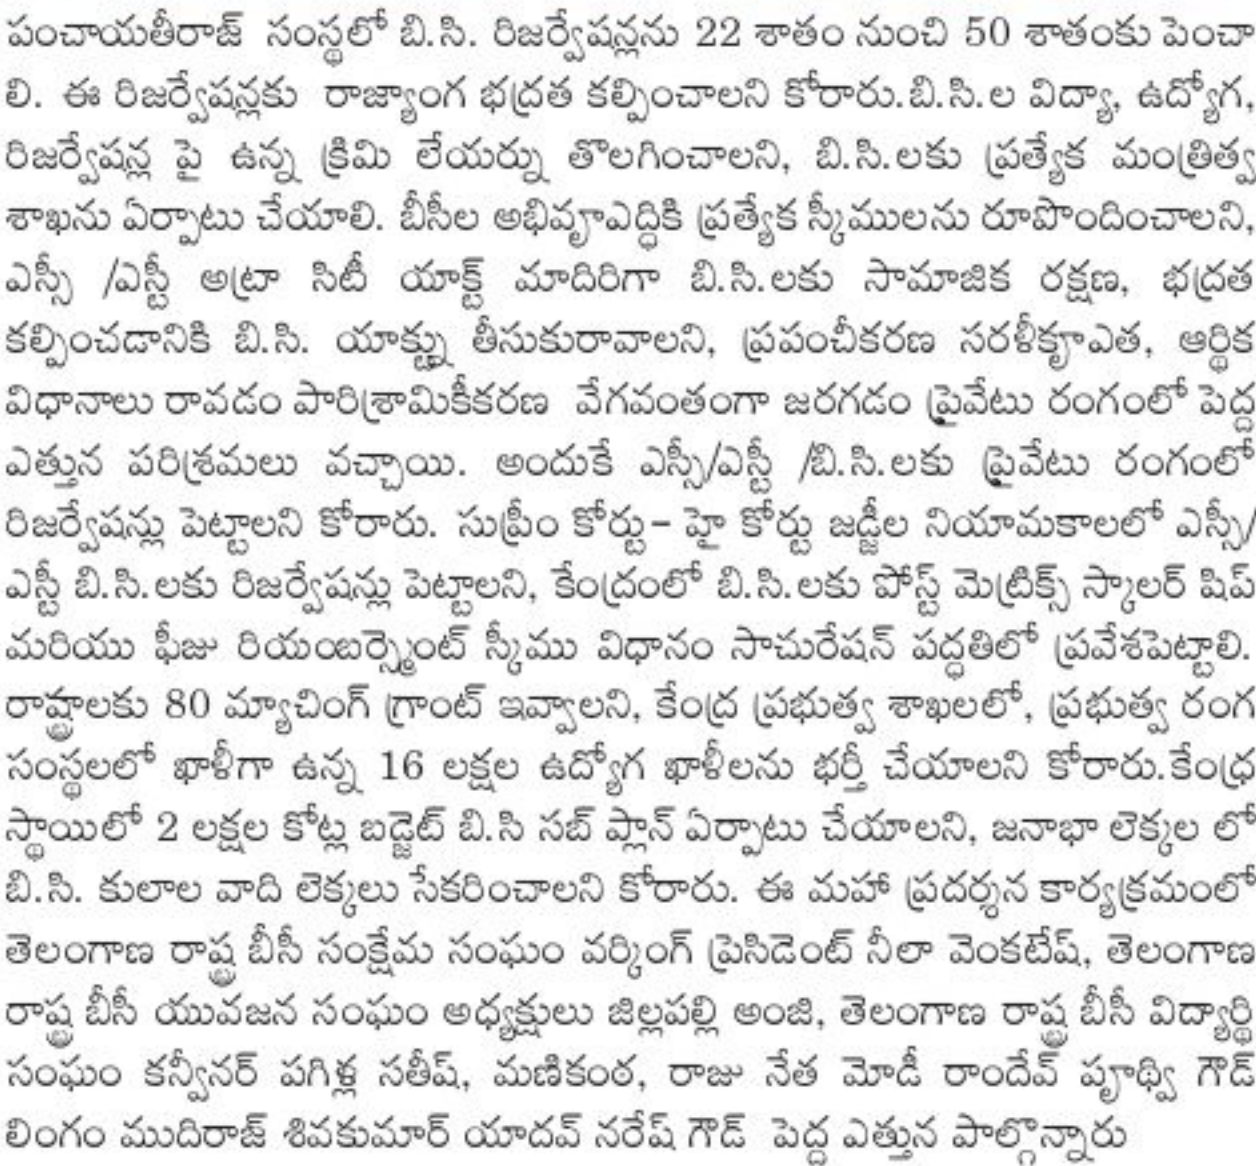 పంచాయతీరాజ్ సంస్థలో బి.సి. రిజర్వేషన్లను 22 శాతం నుంచి 50 శాతంకు పెంచా
లి. ఈ రిజర్వేషన్లకు రాజ్యాంగ భద్రత కల్పించాలని కోరారు.బి.సి.ల విద్యా, ఉద్యోగ,
రిజర్వేషన్ల పై ఉన్న క్రిమి లేయర్ను తొలగించాలని, బి.సి.లకు ప్రత్యేక మంత్రిత్వ
శాఖను ఏర్పాటు చేయాలి. బీసీల అభివృాఎద్ధికి ప్రత్యేక స్కీములను రూపొందించాలని,
ఎస్సీ /ఎస్టీ అట్రా సిటీ యాక్ట్ మాదిరిగా బి.సి.లకు సామాజిక రక్షణ, భద్రత
కల్పించడానికి బి.సి. యాక్ట్ను తీసుకురావాలని, ప్రపంచీకరణ సరళీకృాఎత, ఆర్థిక
విధానాలు రావడం పారిశ్రామికీకరణ వేగవంతంగా జరగడం ప్రైవేటు రంగంలో పెద్ద
ఎత్తున పరిశ్రమలు వచ్చాయి. అందుకే ఎస్సీ/ఎస్టీ /బి.సి.లకు ప్రైవేటు రంగంలో
రిజర్వేషన్లు పెట్టాలని కోరారు. సుప్రీం కోర్టు- హై కోర్టు జడ్జీల నియామకాలలో ఎస్సీ/
ఎస్టీ బి.సి.లకు రిజర్వేషన్లు పెట్టాలని, కేంద్రంలో బి.సి.లకు పోస్ట్ మెట్రిక్స్ స్కాలర్ షిప్
మరియు ఫీజు రియంబర్స్మెంట్ స్కీము విధానం సాచురేషన్ పద్ధతిలో ప్రవేశపెట్టాలి.
రాష్ట్రాలకు 80 మ్యాచింగ్ గ్రాంట్ ఇవ్వాలని, కేంద్ర ప్రభుత్వ శాఖలలో, ప్రభుత్వ రంగ
సంస్థలలో ఖాళీగా ఉన్న 16 లక్షల ఉద్యోగ ఖాళీలను భర్తీ చేయాలని కోరారు.కేంధ్ర
స్థాయిలో 2 లక్షల కోట్ల బడ్జెట్ బి.సి సబ్ ప్లాన్ ఏర్పాటు చేయాలని, జనాభా లెక్కల లో
బి.సి. కులాల వాది లెక్కలు సేకరించాలని కోరారు. ఈ మహా ప్రదర్శన కార్యక్రమంలో
తెలంగాణ రాష్ట్ర బీసీ సంక్షేమ సంఘం వర్కింగ్ ప్రెసిడెంట్ నీలా వెంకటేష్, తెలంగాణ
రాష్ట్ర బీసీ యువజన సంఘం అధ్యక్షులు జిల్లపల్లి అంజి, తెలంగాణ రాష్ట్ర బీసీ విద్యార్థి
సంఘం కన్వీనర్ పగిళ్ల సతీష్, మణికంఠ, రాజు నేత మోడీ రాందేవ్ పృాథ్వి గౌడ్
లింగం ముదిరాజ్ శివకుమార్ యాదవ్ నరేష్ గౌడ్ పెద్ద ఎత్తున పాల్గొన్నారు